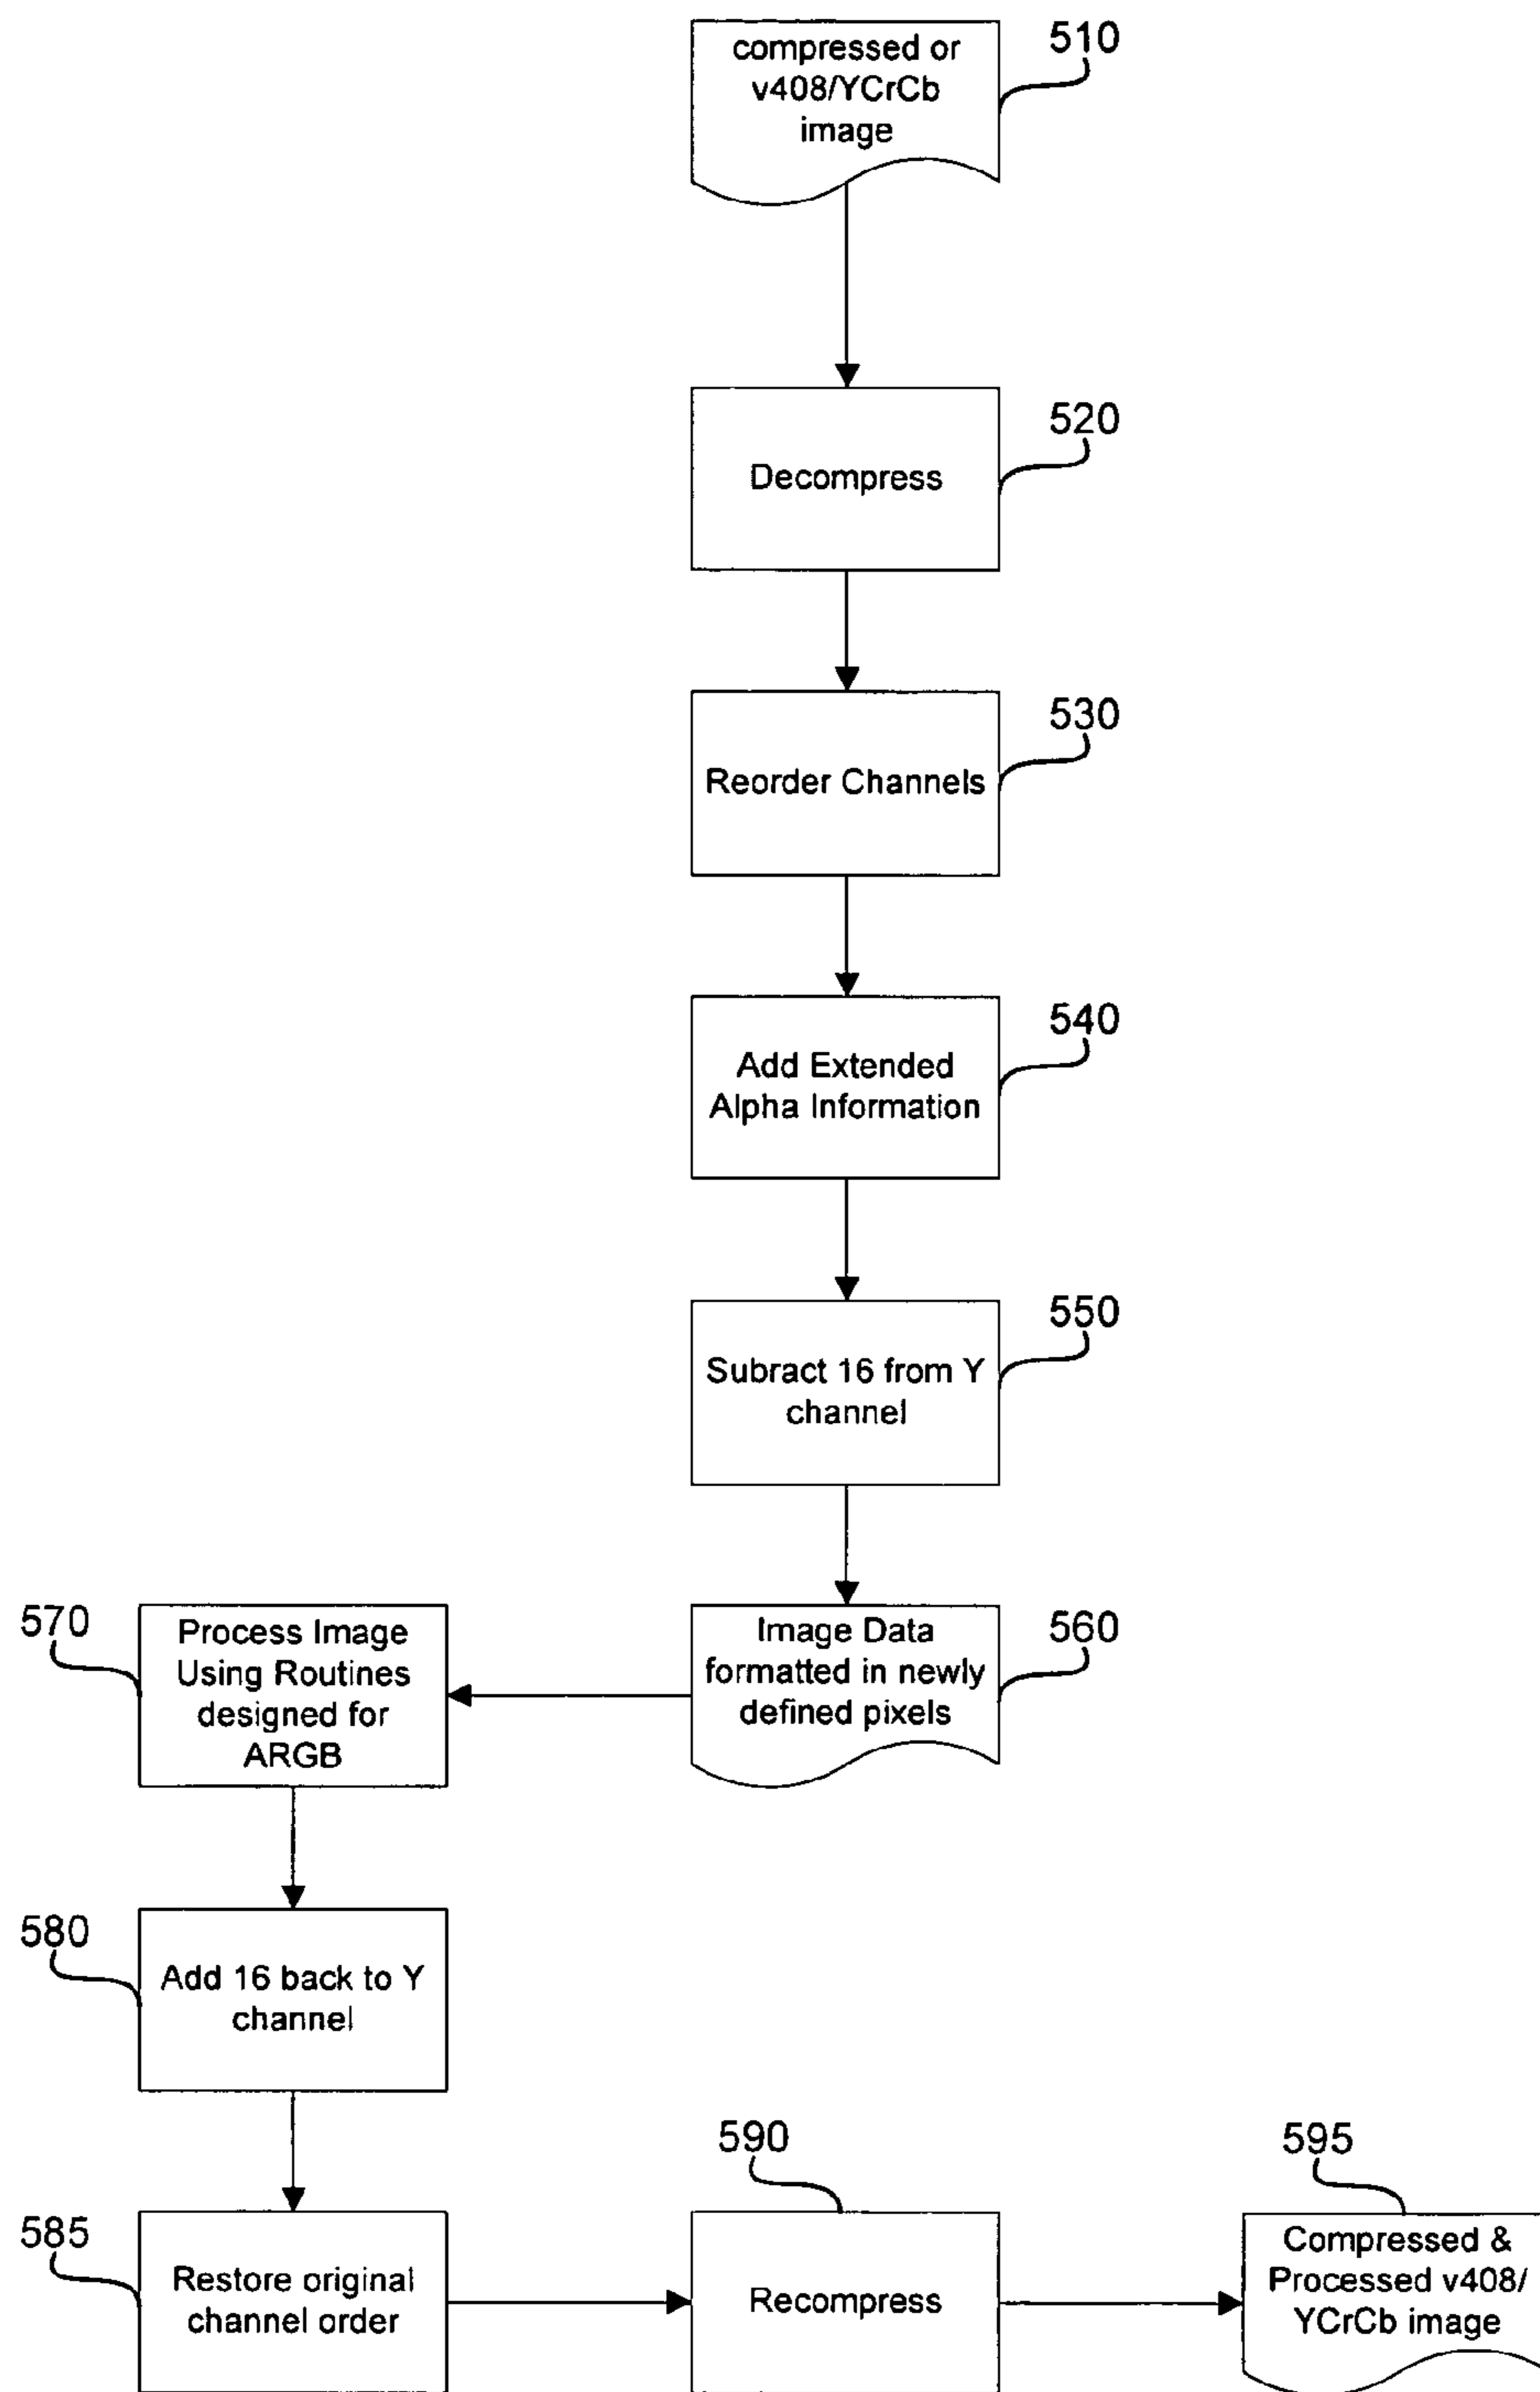 compressed or
v408/YCrCb
image
510
Decompress
520
Reorder Channels
530
Add Extended
Alpha Information
540
Subract 16 from Y
channel
550
Image Data
formatted in newly
defined pixels
560
570
Process Image
Using Routines
designed for
ARGB
580
Add 16 back to Y
channel
585
Restore original
channel order
590
Recompress
595
Compressed &
Processed v408/
YCrCb image